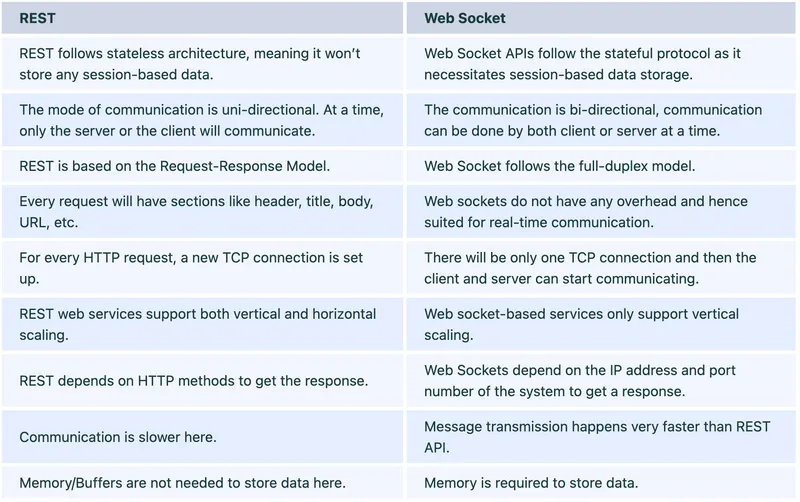 REST
Web Socket
REST follows stateless architecture, meaning it won't
store any session-based data.
Web Socket APIs follow the stateful protocol as it
necessitates session-based data storage.
The mode of communication is uni-directional. At a time,
only the server or the client will communicate.
The communication is bi-directional, communication
can be done by both client or server at a time.
REST is based on the Request-Response Model.
Web Socket follows the full-duplex model.
Every request will have sections like header, title, body,
URL, etc.
Web sockets do not have any overhead and hence
suited for real-time communication.
For every HTTP request, a new TCP connection is set
up.
There will be only one TCP connection and then the
client and server can start communicating.
REST web services support both vertical and horizontal
scaling.
Web socket-based services only support vertical
scaling.
REST depends on HTTP methods to get the response.
Web Sockets depend on the IP address and port
number of the system to get a response.
Communication is slower here.
Message transmission happens very faster than REST
API.
Memory/Buffers are not needed to store data here.
Memory is required to store data.